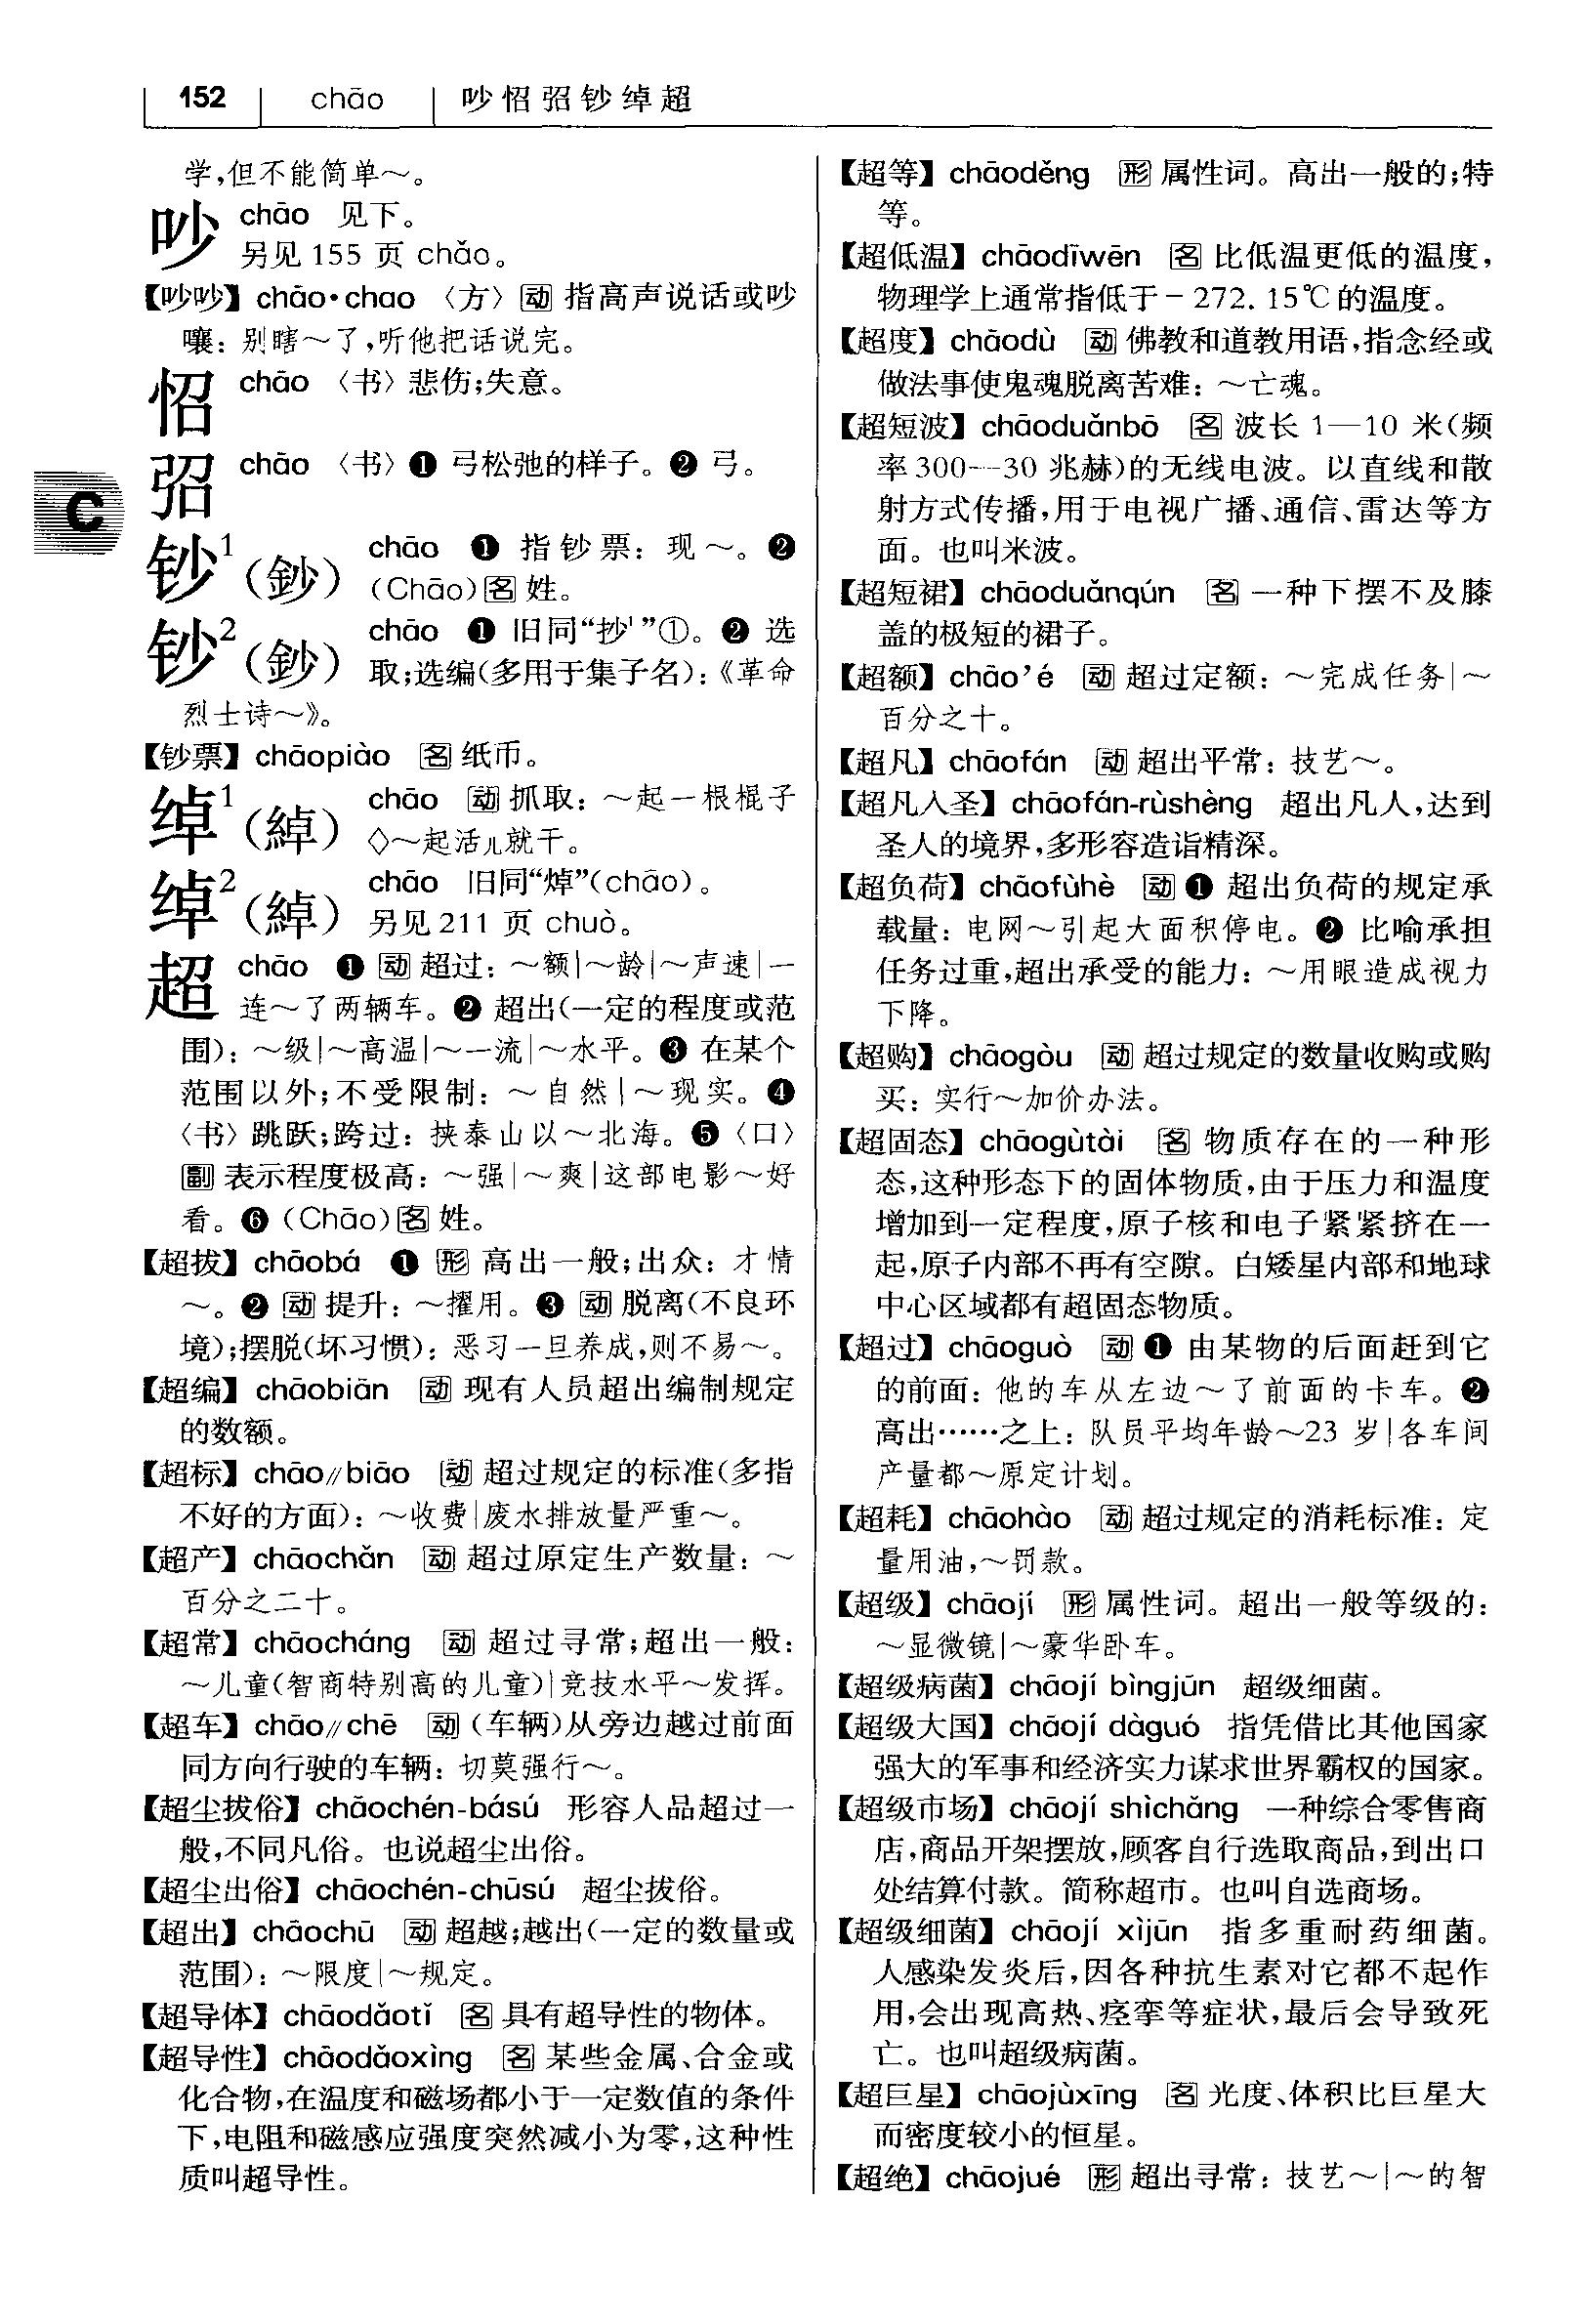 152 chāo 吵怊弨钞绰超
学,但不能简单～。
吵 chāo 见下。
另见 155 页 chǎo。
【吵吵】chāo·chao 〈方〉[动] 指高声说话或吵
嚷：别瞎～了,听他把话说完。
怊 chāo 〈书〉悲伤;失意。
弨 chāo 〈书〉❶ 弓松弛的样子。❷ 弓。
钞¹(鈔) chāo ❶ 指钞票：现～。❷
(Chāo)[名] 姓。
钞²(鈔) chāo ❶ 旧同“抄¹”①。❷ 选
取;选编(多用于集子名)：《革命
烈士诗～》。
【钞票】chāopiào [名] 纸币。
绰¹(綽) chāo [动] 抓取：～起一根棍子
◇～起活儿就干。
绰²(綽) chāo 旧同“焯”(chāo)。
另见 211 页 chuò。
超 chāo ❶ [动] 超过：～额|～龄|～声速|一
连～了两辆车。❷ 超出(一定的程度或范
围)：～级|～高温|～一流|～水平。❸ 在某个
范围以外;不受限制：～自然|～现实。❹
〈书〉跳跃;跨过：挟泰山以～北海。❺〈口〉
[副] 表示程度极高：～强|～爽|这部电影～好
看。❻ (Chāo)[名] 姓。
【超拔】chāobá ❶ [形] 高出一般;出众：才情
～。❷ [动] 提升：～擢用。❸ [动] 脱离(不良环
境);摆脱(坏习惯)：恶习一旦养成,则不易～。
【超编】chāobiān [动] 现有人员超出编制规定
的数额。
【超标】chāo//biāo [动] 超过规定的标准(多指
不好的方面)：～收费|废水排放量严重～。
【超产】chāochǎn [动] 超过原定生产数量：～
百分之二十。
【超常】chāocháng [动] 超过寻常;超出一般：
～儿童(智商特别高的儿童)|竞技水平～发挥。
【超车】chāo//chē [动] (车辆)从旁边越过前面
同方向行驶的车辆：切莫强行～。
【超尘拔俗】chāochén-bású 形容人品超过一
般,不同凡俗。也说超尘出俗。
【超尘出俗】chāochén-chūsú 超尘拔俗。
【超出】chāochū [动] 超越;越出(一定的数量或
范围)：～限度|～规定。
【超导体】chāodǎotǐ [名] 具有超导性的物体。
【超导性】chāodǎoxìng [名] 某些金属、合金或
化合物,在温度和磁场都小于一定数值的条件
下,电阻和磁感应强度突然减小为零,这种性
质叫超导性。
C
【超等】chāoděng [形] 属性词。高出一般的;特
等。
【超低温】chāodīwēn [名] 比低温更低的温度,
物理学上通常指低于－272.15℃的温度。
【超度】chāodù [动] 佛教和道教用语,指念经或
做法事使鬼魂脱离苦难：～亡魂。
【超短波】chāoduǎnbō [名] 波长 1—10 米(频
率 300—30 兆赫)的无线电波。以直线和散
射方式传播,用于电视广播、通信、雷达等方
面。也叫米波。
【超短裙】chāoduǎnqún [名] 一种下摆不及膝
盖的极短的裙子。
【超额】chāo’é [动] 超过定额：～完成任务|～
百分之十。
【超凡】chāofán [动] 超出平常：技艺～。
【超凡入圣】chāofán-rùshèng 超出凡人,达到
圣人的境界,多形容造诣精深。
【超负荷】chāofùhè [动] ❶ 超出负荷的规定承
载量：电网～引起大面积停电。❷ 比喻承担
任务过重,超出承受的能力：～用眼造成视力
下降。
【超购】chāogòu [动] 超过规定的数量收购或购
买：实行～加价办法。
【超固态】chāogùtài [名] 物质存在的一种形
态,这种形态下的固体物质,由于压力和温度
增加到一定程度,原子核和电子紧紧挤在一
起,原子内部不再有空隙。白矮星内部和地球
中心区域都有超固态物质。
【超过】chāoguò [动] ❶ 由某物的后面赶到它
的前面：他的车从左边～了前面的卡车。❷
高出……之上：队员平均年龄～23 岁|各车间
产量都～原定计划。
【超耗】chāohào [动] 超过规定的消耗标准：定
量用油,～罚款。
【超级】chāojí [形] 属性词。超出一般等级的：
～显微镜|～豪华卧车。
【超级病菌】chāojí bìngjūn 超级细菌。
【超级大国】chāojí dàguó 指凭借比其他国家
强大的军事和经济实力谋求世界霸权的国家。
【超级市场】chāojí shìchǎng 一种综合零售商
店,商品开架摆放,顾客自行选取商品,到出口
处结算付款。简称超市。也叫自选商场。
【超级细菌】chāojí xìjūn 指多重耐药细菌。
人感染发炎后,因各种抗生素对它都不起作
用,会出现高热、痉挛等症状,最后会导致死
亡。也叫超级病菌。
【超巨星】chāojùxīng [名] 光度、体积比巨星大
而密度较小的恒星。
【超绝】chāojué [形] 超出寻常：技艺～|～的智